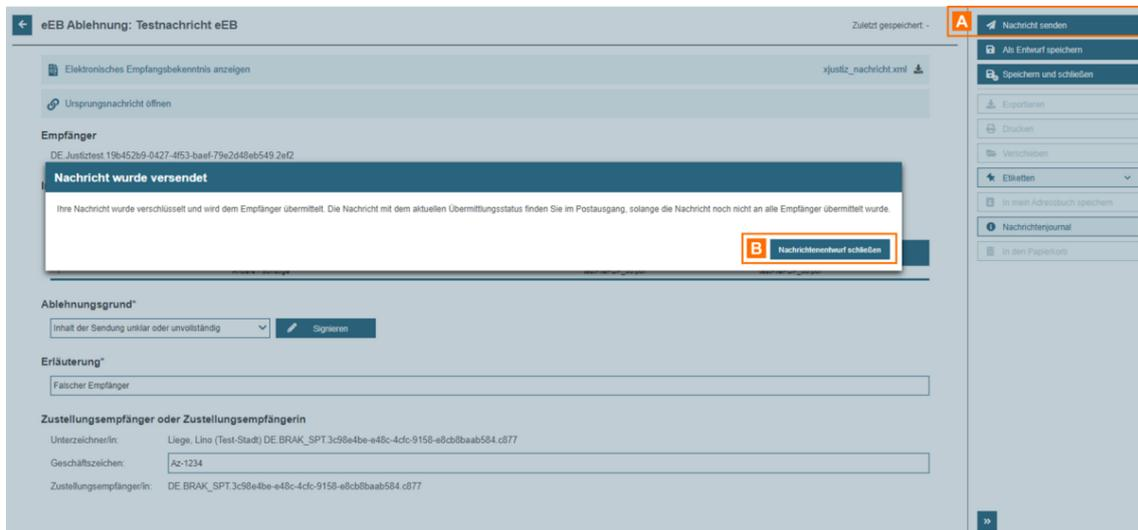 eEB Ablehnung: Testnachricht eEB
Zuletzt gespeichert: -
A
Nachricht senden
Als Entwurf speichern
Speichern und schließen
Exportieren
Drucken
Verschieben
Etiketten
In mein Adressbuch speichern
Nachrichtenjournal
In den Papierkorb
Elektronisches Empfangsbekenntnis anzeigen
xjustiz_nachricht.xml
Ursprungsnachricht öffnen
Empfänger
DE.Justiztest.19b452b9-0427-4f53-baef-79e2d48eb549.2ef2
Nachricht wurde versendet
Ihre Nachricht wurde verschlüsselt und wird dem Empfänger übermittelt. Die Nachricht mit dem aktuellen Übermittlungsstatus finden Sie im Postausgang, solange die Nachricht noch nicht an alle Empfänger übermittelt wurde.
B
Nachrichtenentwurf schließen
Ablehnungsgrund*
Inhalt der Sendung unklar oder unvollständig
Signieren
Erläuterung*
Falscher Empfänger
Zustellungsempfänger oder Zustellungsempfängerin
Unterzeichner/in: Liege, Lino (Test-Stadt) DE.BRAK_SPT.3c98e4be-e48c-4cfc-9158-e8cb8baab584.c877
Geschäftszeichen: Az-1234
Zustellungsempfänger/in: DE.BRAK_SPT.3c98e4be-e48c-4cfc-9158-e8cb8baab584.c877